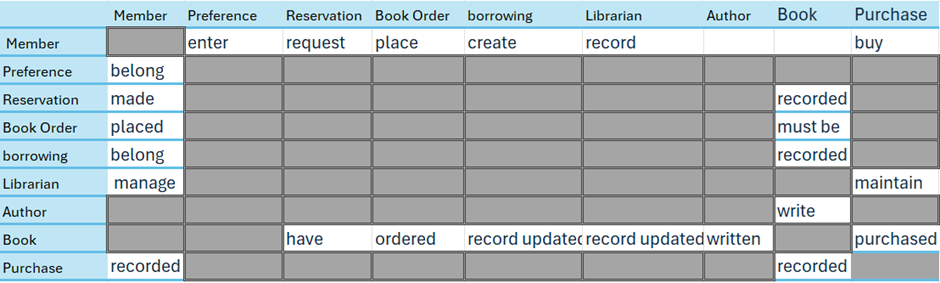 Member Preference Reservation Book Order borrowing Librarian Author Book Purchase
Member enter request place create record buy
Preference belong
Reservation made recorded
Book Order placed must be
borrowing belong recorded
Librarian manage maintain
Author write
Book have ordered record updated record updated written purchased
Purchase recorded recorded